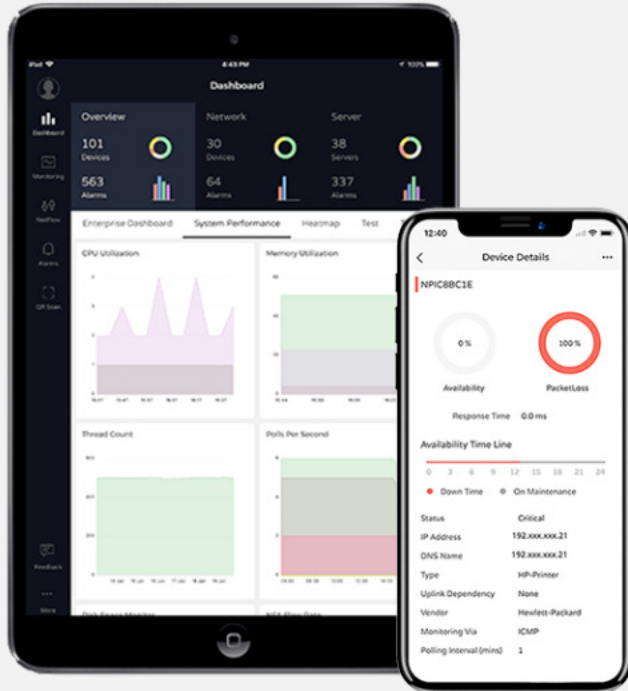 iPad
4:43 PM
100%
Dashboard
Dashboard
Monitoring
NetFlow
Alarms
QR Scan
Feedback
More
Overview
101
Devices
563
Alarms
Network
30
Devices
64
Alarms
Server
38
Servers
337
Alarms
Enterprise Dashboard System Performance Heatmap Test
CPU Utilization
Memory Utilization
Thread Count
Polls Per Second
Disk Space Monitor
12:40
Device Details
NPIC8BC1E
0 %
Availability
100 %
PacketLoss
Response Time 0.0 ms
Availability Time Line
0 3 6 9 12 15 18 21 24
Down Time On Maintenance
Status Critical
IP Address 192.xxx.xxx.21
DNS Name 192.xxx.xxx.21
Type HP-Printer
Uplink Dependency None
Vendor Hewlett-Packard
Monitoring Via ICMP
Polling Interval(mins) 1